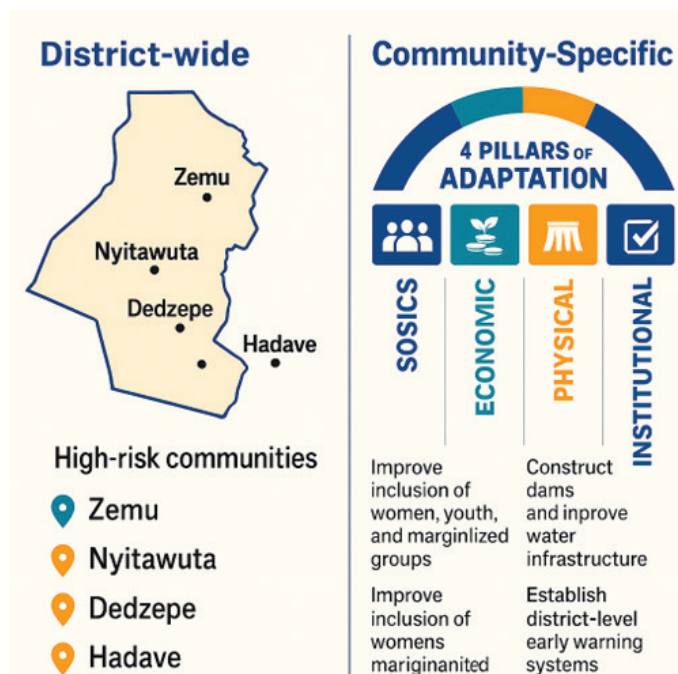 District-wide
Zemu
Nyitawuta
Dedzepe
Hadave
High-risk communities
Zemu
Nyitawuta
Dedzepe
Hadave
Community-Specific
4 PILLARS OF
ADAPTATION
SOSICS
ECONOMIC
PHYSICAL
INSTITUTIONAL
Improve
inclusion of
women, youth,
and marginlized
groups
Construct
dams
and inprove
water
infrastructure
Improve
inclusion of
womens
mariginanited
Establish
district-level
early warning
systems